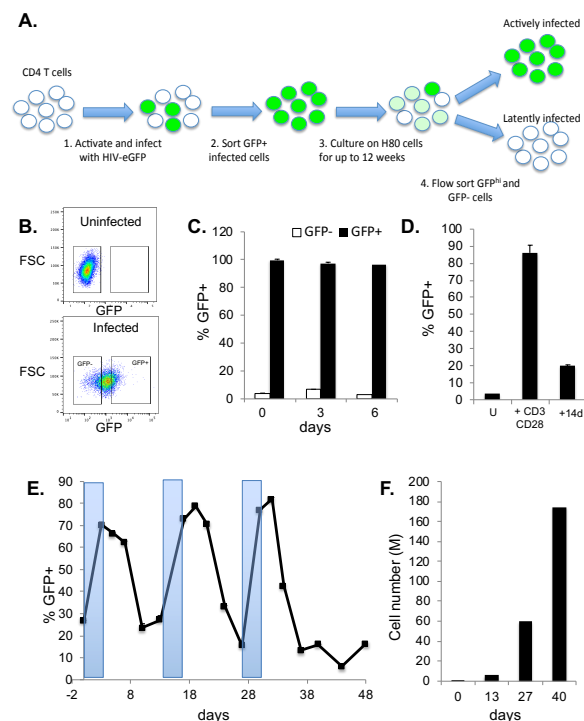 A.
CD4 T cells
1. Activate and infect
with HIV-eGFP
2. Sort GFP+
infected cells
3. Culture on H80 cells
for up to 12 weeks
Actively infected
Latently infected
4. Flow sort GFPhi and
GFP- cells
B.
Uninfected
FSC
GFP
Infected
GFP-
GFP+
FSC
GFP
C.
GFP- GFP+
% GFP+
120
100
80
60
40
20
0
0 3 6
days
D.
% GFP+
100
90
80
70
60
50
40
30
20
10
0
U + CD3 +14d
CD28
E.
% GFP+
90
80
70
60
50
40
30
20
10
0
-2 8 18 28 38 48
days
F.
Cell number (M)
200
180
160
140
120
100
80
60
40
20
0
0 13 27 40
days